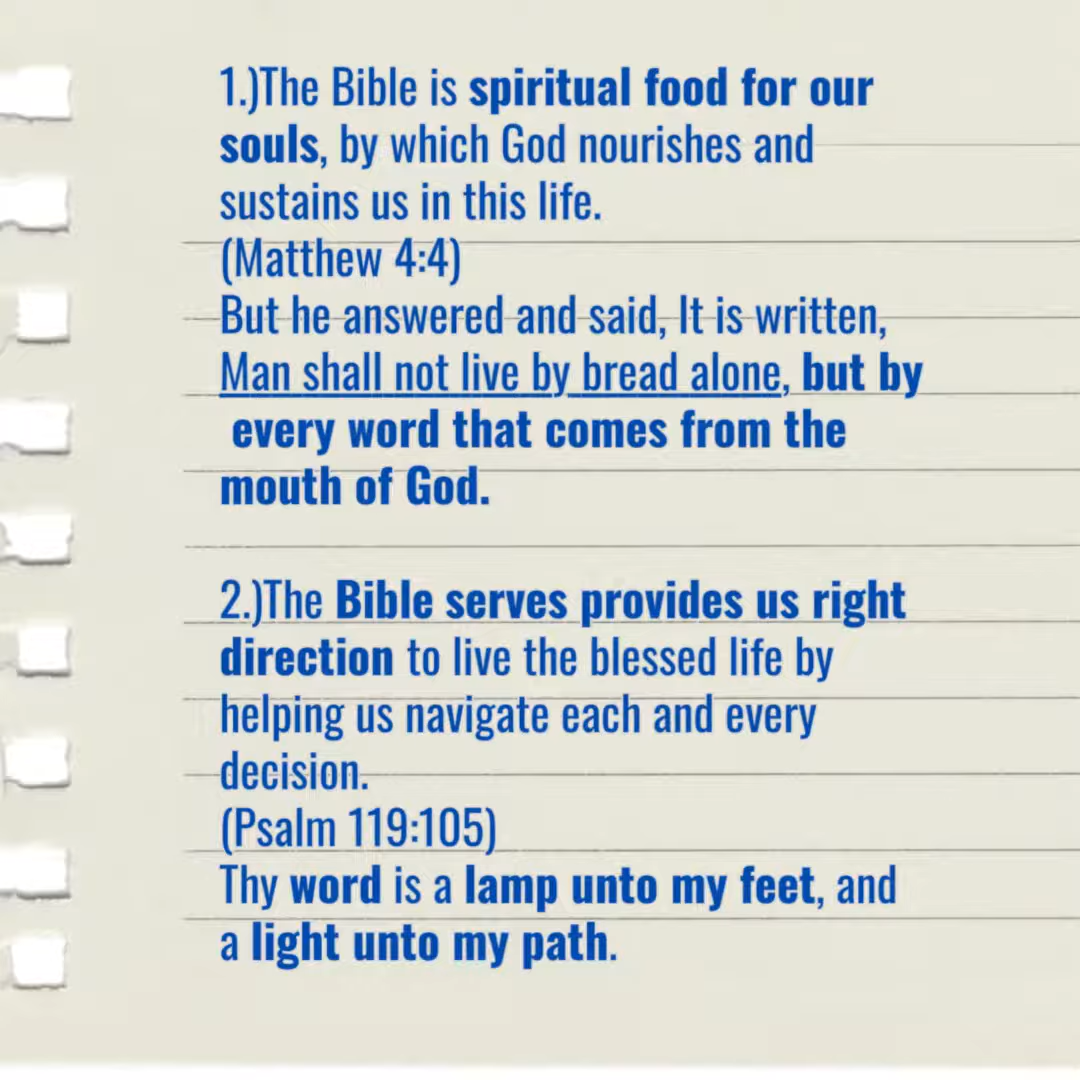 1.)The Bible is spiritual food for our
souls, by which God nourishes and
sustains us in this life.
(Matthew 4:4)
But he answered and said, It is written,
Man shall not live by bread alone, but by
every word that comes from the
mouth of God.
2.)The Bible serves provides us right
direction to live the blessed life by
helping us navigate each and every
decision.
(Psalm 119:105)
Thy word is a lamp unto my feet, and
a light unto my path.